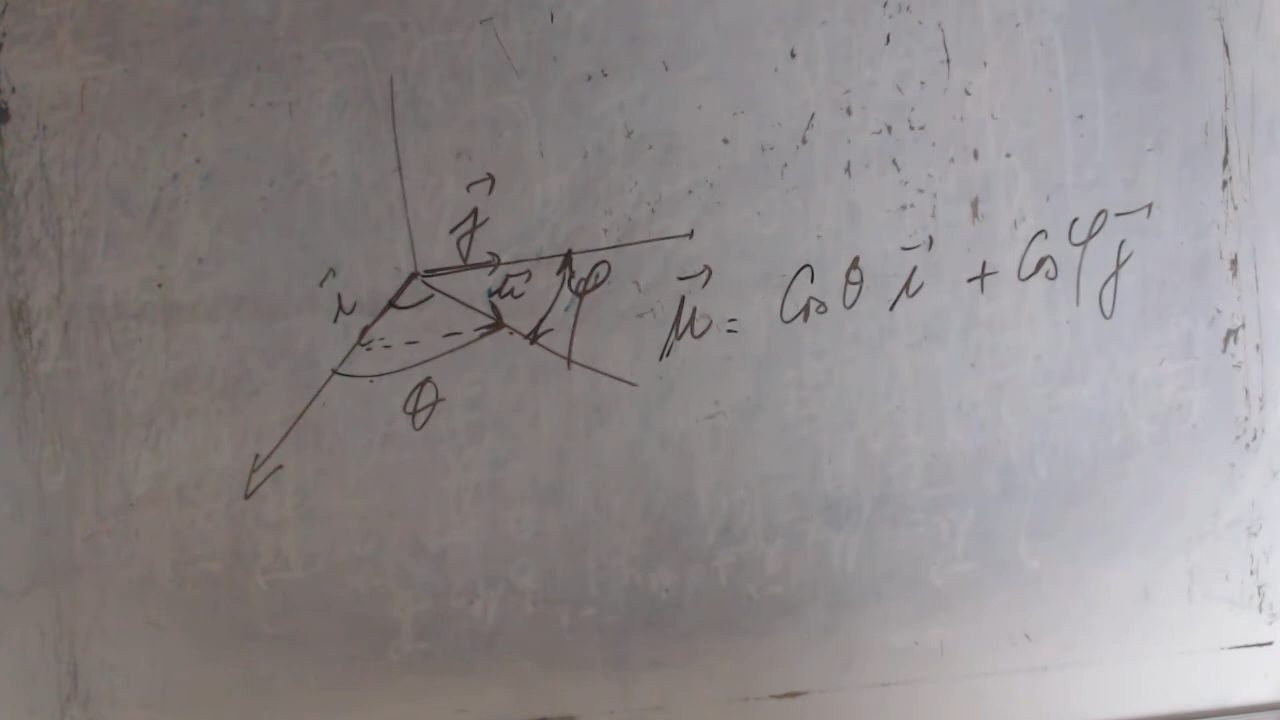 j⃗
i⃗
u⃗
φ
θ
u⃗ = Cos θ i⃗ + Cos φ j⃗